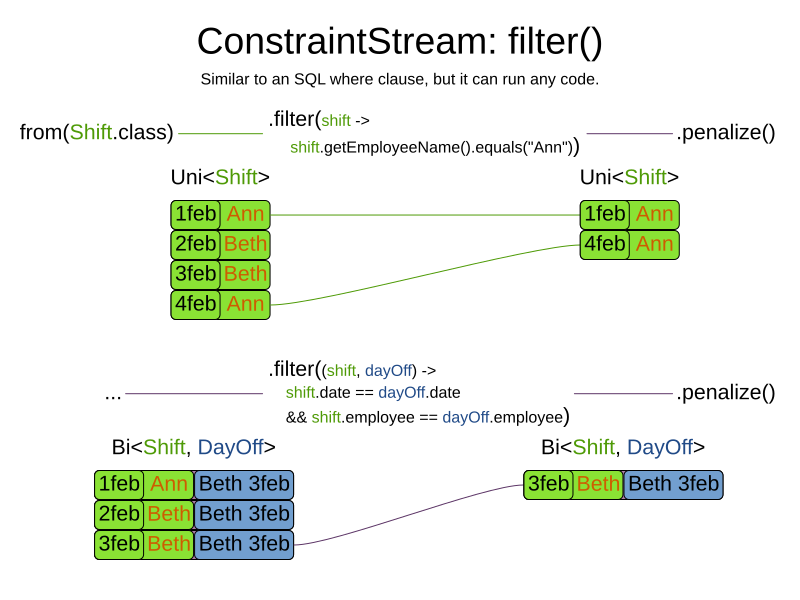 ConstraintStream: filter()
Similar to an SQL where clause, but it can run any code.
from(Shift.class)
.filter(shift ->
shift.getEmployeeName().equals("Ann"))
.penalize()
Uni<Shift>
Uni<Shift>
1feb Ann
1feb Ann
2feb Beth
4feb Ann
3feb Beth
4feb Ann
.filter((shift, dayOff) ->
...
shift.date == dayOff.date
.penalize()
&& shift.employee == dayOff.employee)
Bi<Shift, DayOff>
Bi<Shift, DayOff>
1feb Ann Beth 3feb
3feb Beth Beth 3feb
2feb Beth Beth 3feb
3feb Beth Beth 3feb